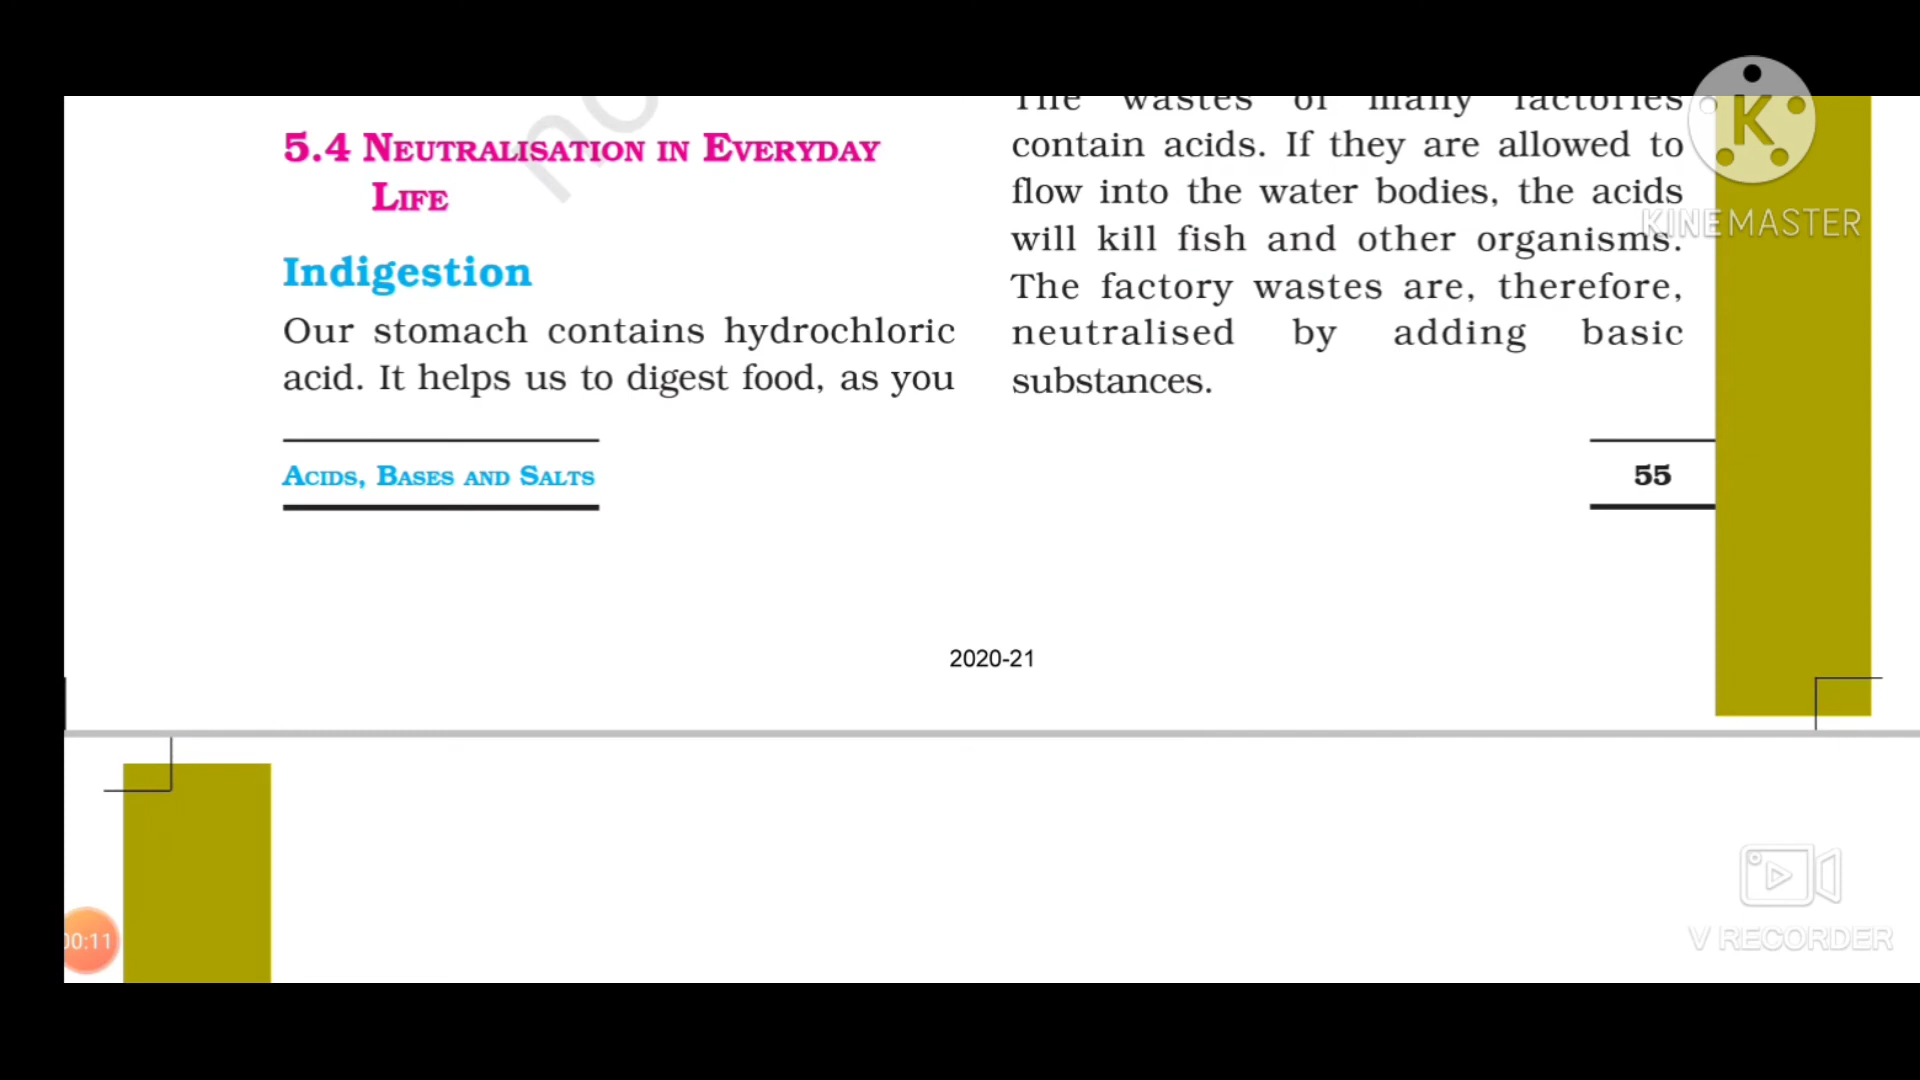 5.4 NEUTRALISATION IN EVERYDAY
LIFE
Indigestion
Our stomach contains hydrochloric
acid. It helps us to digest food, as you
The wastes of many factories
contain acids. If they are allowed to
flow into the water bodies, the acids
will kill fish and other organisms.
The factory wastes are, therefore,
neutralised by adding basic
substances.
ACIDS, BASES AND SALTS
55
2020-21
K
KINEMASTER
00:11
V RECORDER